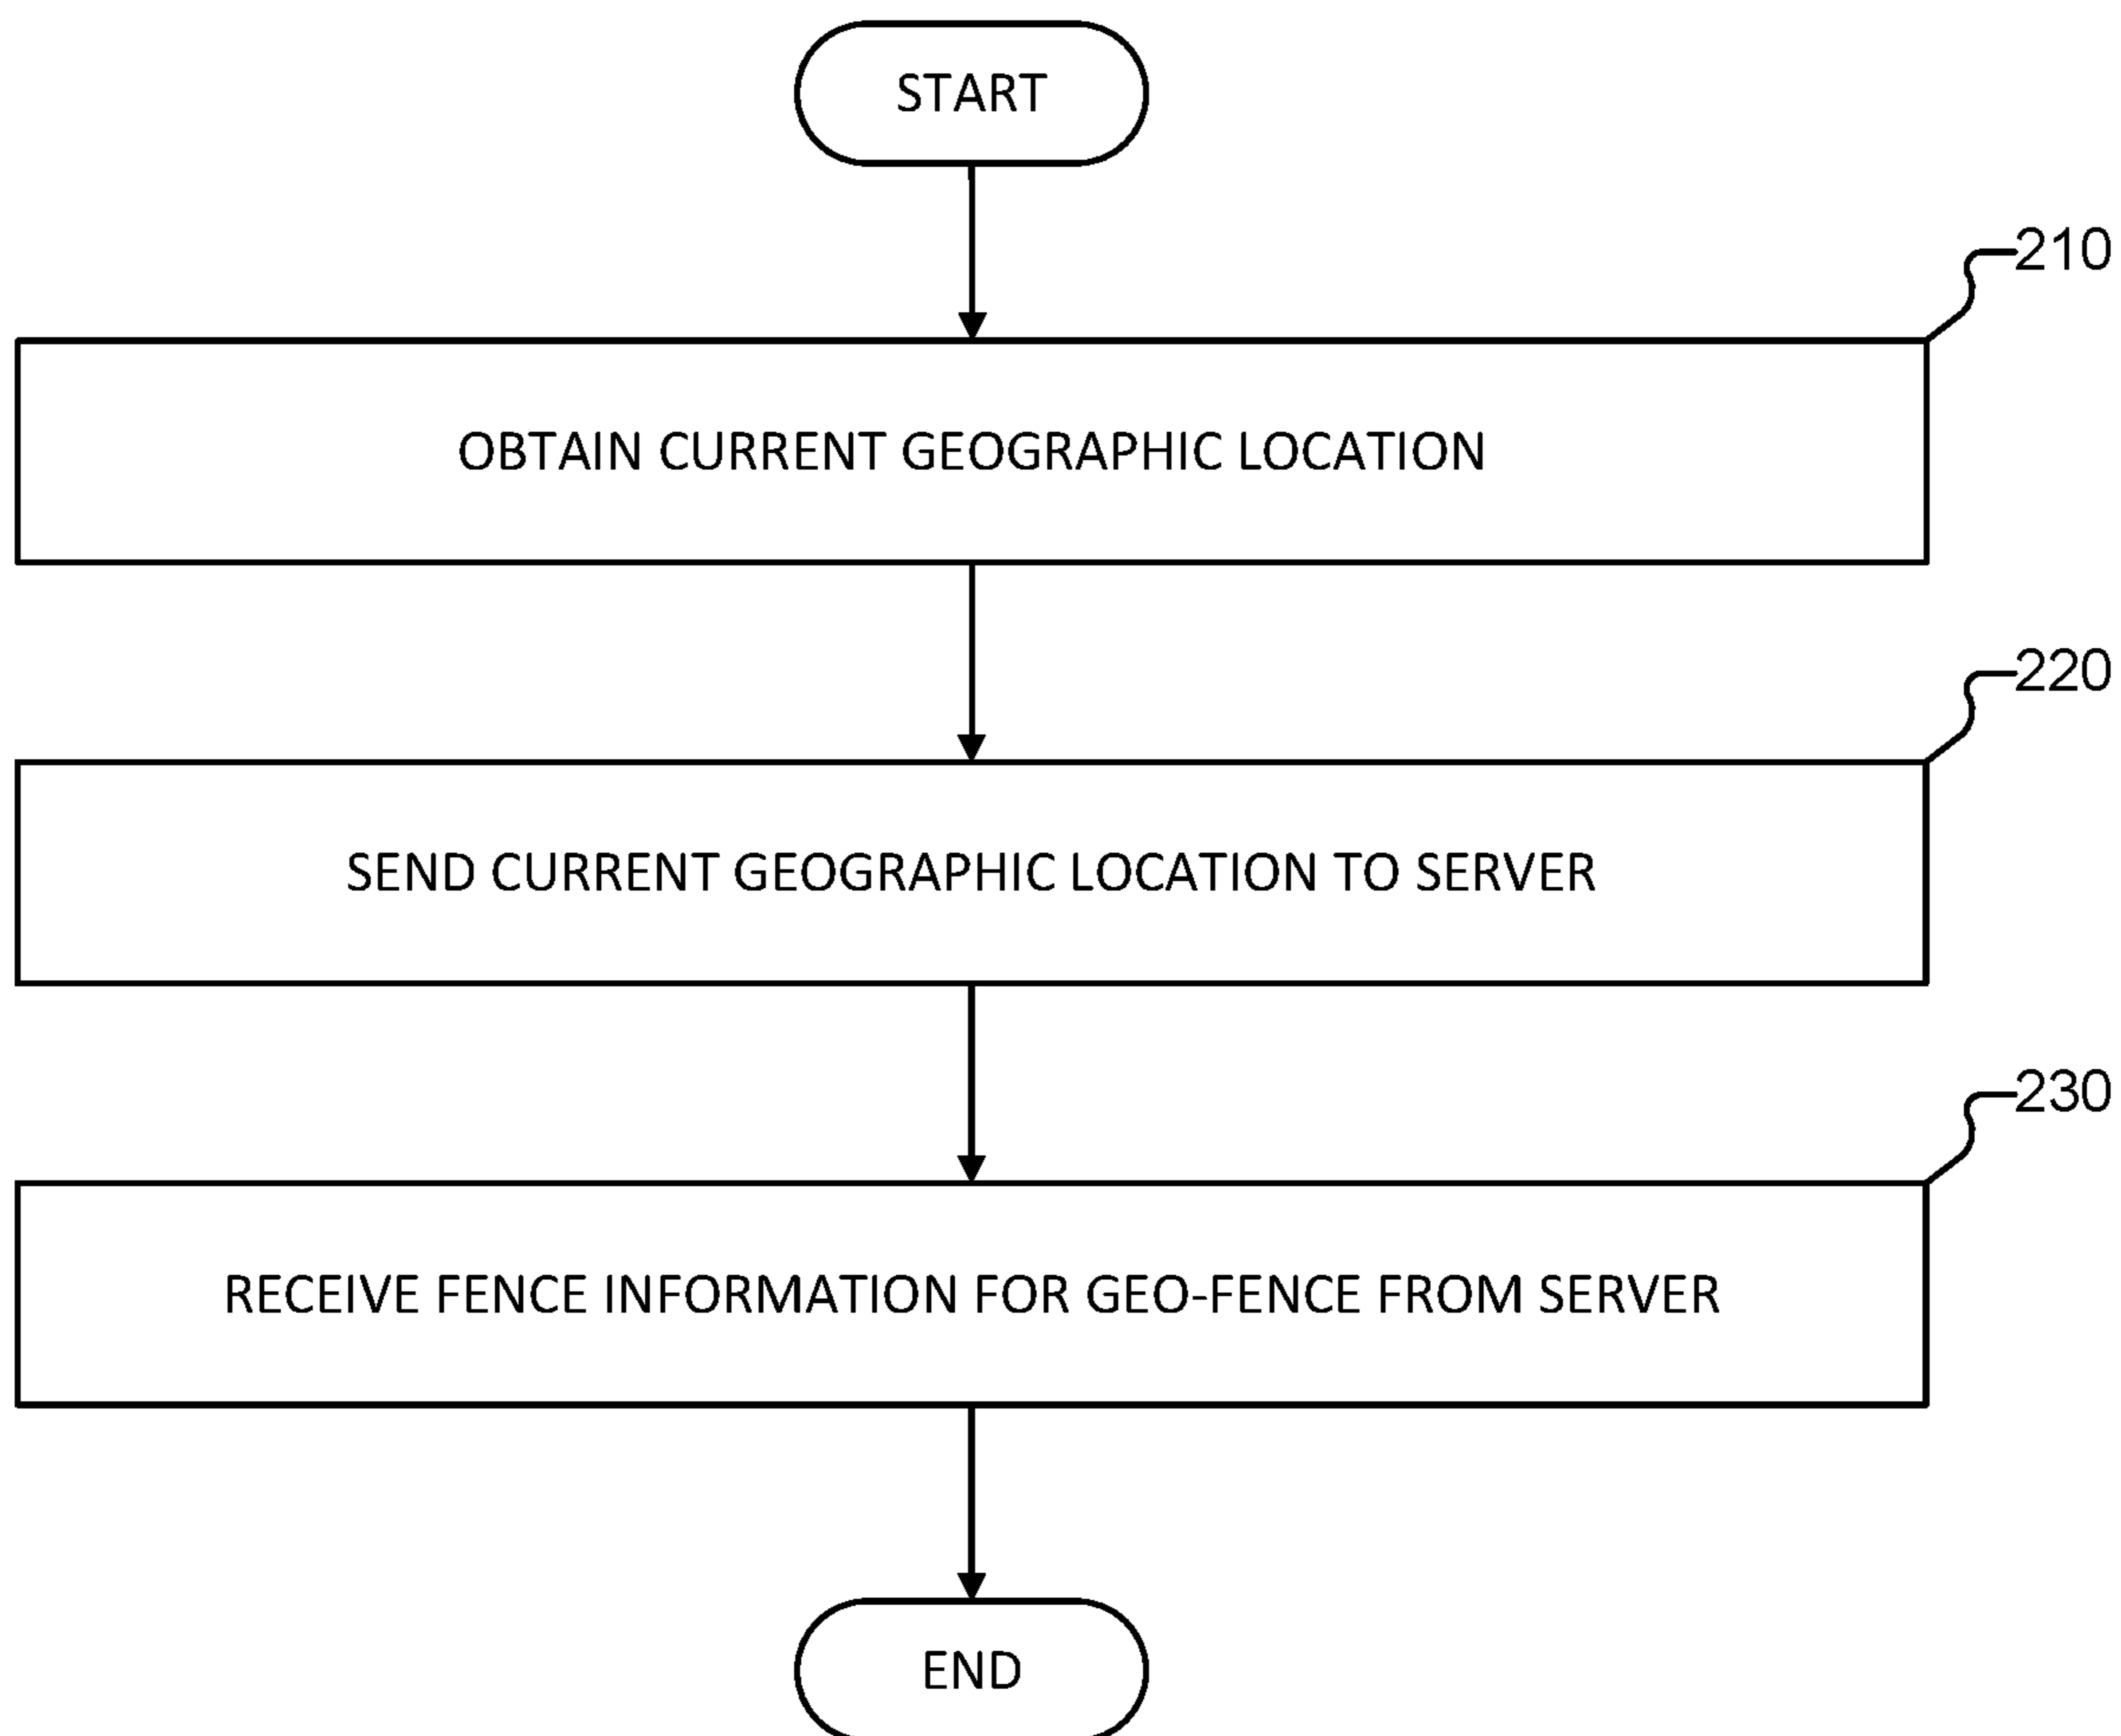 START
210
OBTAIN CURRENT GEOGRAPHIC LOCATION
220
SEND CURRENT GEOGRAPHIC LOCATION TO SERVER
230
RECEIVE FENCE INFORMATION FOR GEO-FENCE FROM SERVER
END